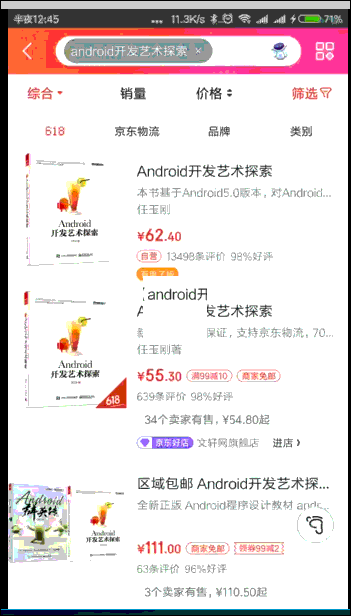 半夜12:45
11.3K/s
71%
android开发艺术探索 ×
综合 销量 价格 筛选
618 京东物流 品牌 类别
Android开发艺术探索
本书基于Android5.0版本，对Android...
任玉刚
¥62.40
自营 13498条评价 98%好评
android开
发艺术探索
保证，支持京东物流，70...
任玉刚著
¥55.30 满99减10 商家免邮
639条评价 98%好评
34个卖家有售，¥54.80起
京东好店 文轩网旗舰店 进店
区域包邮 Android开发艺术探...
全新正版 Android程序设计教材 andr...
¥111.00 商家免邮 领券99减2
63条评价 96%好评
3个卖家有售，¥110.50起
Android
开发艺术探索
Android
开发艺术探索
618
Android
Android
开发艺术探索